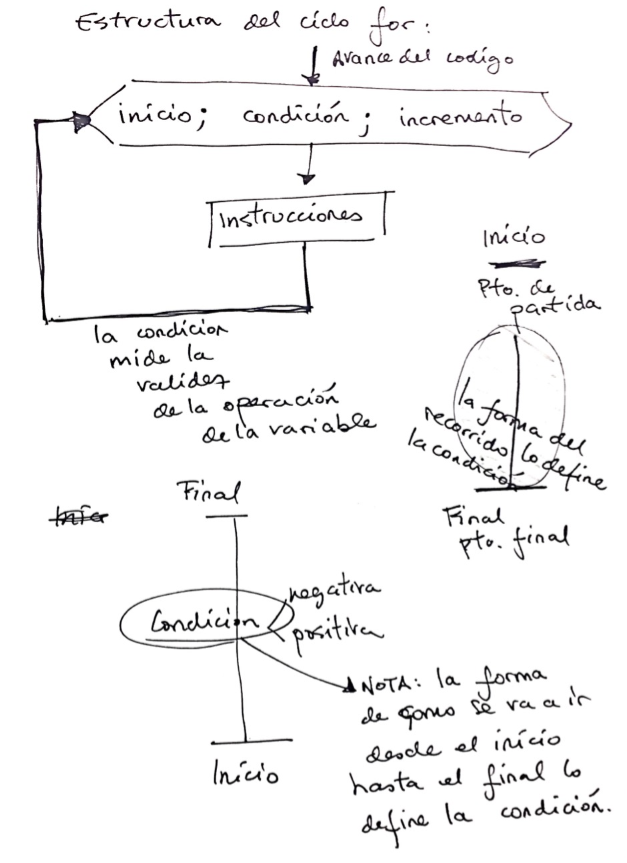 Estructura del ciclo for:
Avance del codigo
inicio; condición; incremento
Instrucciones
la condicion
mide la
validez
de la operación
de la variable
Inicio
Pto. de
partida
la forma del
recorrido lo define
la condición
Final
pto. final
Inic
Final
Condición
negativa
positiva
Inicio
NOTA: la forma
de como se va a ir
desde el inicio
hasta el final lo
define la condición.